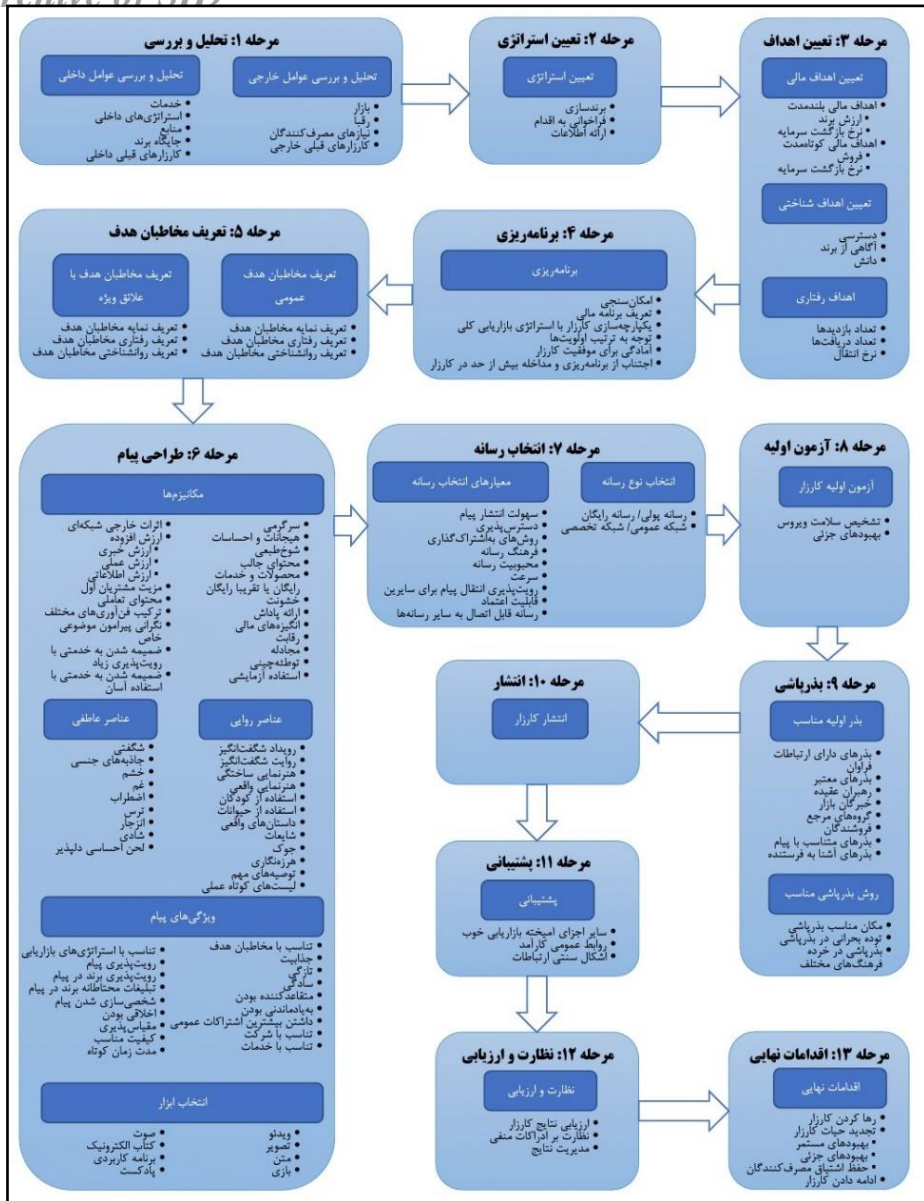 مرحله ۱: تحلیل و بررسی
تحلیل و بررسی عوامل خارجی
• بازار
• رقبا
• نیازهای مصرف‌کنندگان
• کارزارهای قبلی خارجی
تحلیل و بررسی عوامل داخلی
• خدمات
• استراتژی‌های داخلی
• منابع
• جایگاه برند
• کارزارهای قبلی داخلی
مرحله ۲: تعیین استراتژی
تعیین استراتژی
• برندسازی
• فراخوانی به اقدام
• ارائه اطلاعات
مرحله ۳: تعیین اهداف
تعیین اهداف مالی
• اهداف مالی بلندمدت
• ارزش برند
• نرخ بازگشت سرمایه
• اهداف مالی کوتاه‌مدت
• فروش
• نرخ بازگشت سرمایه
تعیین اهداف شناختی
• دسترسی
• آگاهی از برند
• دانش
اهداف رفتاری
• تعداد بازدیدها
• تعداد دریافت‌ها
• نرخ انتقال
مرحله ۴: برنامه‌ریزی
برنامه‌ریزی
• امکان‌سنجی
• تعریف برنامه مالی
• یکپارچه‌سازی کارزار با استراتژی بازاریابی کلی
• توجه به ترتیب اولویت‌ها
• آمادگی برای موفقیت کارزار
• اجتناب از برنامه‌ریزی و مداخله بیش از حد در کارزار
مرحله ۵: تعریف مخاطبان هدف
تعریف مخاطبان هدف
عمومی
• تعریف نمایه مخاطبان هدف
• تعریف رفتاری مخاطبان هدف
• تعریف روانشناختی مخاطبان هدف
تعریف مخاطبان هدف با
علائق ویژه
• تعریف نمایه مخاطبان هدف
• تعریف رفتاری مخاطبان هدف
• تعریف روانشناختی مخاطبان هدف
مرحله ۶: طراحی پیام
مکانیزم‌ها
• سرگرمی
• هیجانات و احساسات
• شوخ‌طبعی
• محتوای جالب
• محصولات و خدمات
رایگان یا تقریبا رایگان
• خشونت
• ارائه پاداش
• انگیزه‌های مالی
• رقابت
• مجادله
• توطئه‌چینی
• استفاده آزمایشی
• اثرات خارجی شبکه‌ای
• ارزش افزوده
• ارزش خبری
• ارزش عملی
• ارزش اطلاعاتی
• مزیت مشتریان اول
• محتوای تعاملی
• ترکیب فن‌آوری‌های مختلف
• نگرانی پیرامون موضوعی
خاص
• ضمیمه شدن به خدمتی با
رویت‌پذیری زیاد
• ضمیمه شدن به خدمتی با
استفاده آسان
عناصر روایی
• رویداد شگفت‌انگیز
• روایت شگفت‌انگیز
• هنرنمایی ساختگی
• هنرنمایی واقعی
• استفاده از کودکان
• استفاده از حیوانات
• داستان‌های واقعی
• شایعات
• جوک
• هرزه‌نگاری
• توصیه‌های مهم
• لیست‌های کوتاه عملی
عناصر عاطفی
• شگفتی
• جاذبه‌های جنسی
• خشم
• غم
• اضطراب
• ترس
• انزجار
• شادی
• لحن احساسی دلپذیر
ویژگی‌های پیام
• تناسب با مخاطبان هدف
• جذابیت
• تازگی
• سادگی
• متقاعدکننده بودن
• به‌یادماندنی بودن
• داشتن بیشترین اشتراکات عمومی
• تناسب با شرکت
• تناسب با خدمات
• تناسب با استراتژی‌های بازاریابی
• رویت‌پذیری پیام
• رویت‌پذیری برند در پیام
• تبلیغات محتاطانه برند در پیام
• شخصی‌سازی شدن پیام
• اخلاقی بودن
• مقیاس‌پذیری
• کیفیت مناسب
• مدت زمان کوتاه
انتخاب ابزار
• ویدئو
• تصویر
• متن
• بازی
• صوت
• کتاب الکترونیک
• برنامه کاربردی
• پادکست
مرحله ۷: انتخاب رسانه
انتخاب نوع رسانه
• رسانه پولی/ رسانه رایگان
• شبکه عمومی/ شبکه تخصصی
معیارهای انتخاب رسانه
• سهولت انتشار پیام
• دسترس‌پذیری
• روش‌های به‌اشتراک‌گذاری
• فرهنگ رسانه
• محبوبیت رسانه
• سرعت
• رویت‌پذیری انتقال پیام برای سایرین
• قابلیت اعتماد
• رسانه قابل اتصال به سایر رسانه‌ها
مرحله ۸: آزمون اولیه
آزمون اولیه کارزار
• تشخیص سلامت ویروس
• بهبودهای جزئی
مرحله ۹: بذرپاشی
بذر اولیه مناسب
• بذرهای دارای ارتباطات
فراوان
• بذرهای معتبر
• رهبران عقیده
• خبرگان بازار
• گروه‌های مرجع
• فروشندگان
• بذرهای متناسب با پیام
• بذرهای آشنا به فرستنده
روش بذرپاشی مناسب
• مکان مناسب بذرپاشی
• توده بحرانی در بذرپاشی
• بذرپاشی در خرده
فرهنگ‌های مختلف
مرحله ۱۰: انتشار
انتشار کارزار
مرحله ۱۱: پشتیبانی
پشتیبانی
• سایر اجزای آمیخته بازاریابی خوب
• روابط عمومی کارآمد
• اشکال سنتی ارتباطات
مرحله ۱۲: نظارت و ارزیابی
نظارت و ارزیابی
• ارزیابی نتایج کارزار
• نظارت بر ادراکات منفی
• مدیریت نتایج
مرحله ۱۳: اقدامات نهایی
اقدامات نهایی
• رها کردن کارزار
• تجدید حیات کارزار
• بهبودهای مستمر
• بهبودهای جزئی
• حفظ اشتیاق مصرف‌کنندگان
• ادامه دادن کارزار